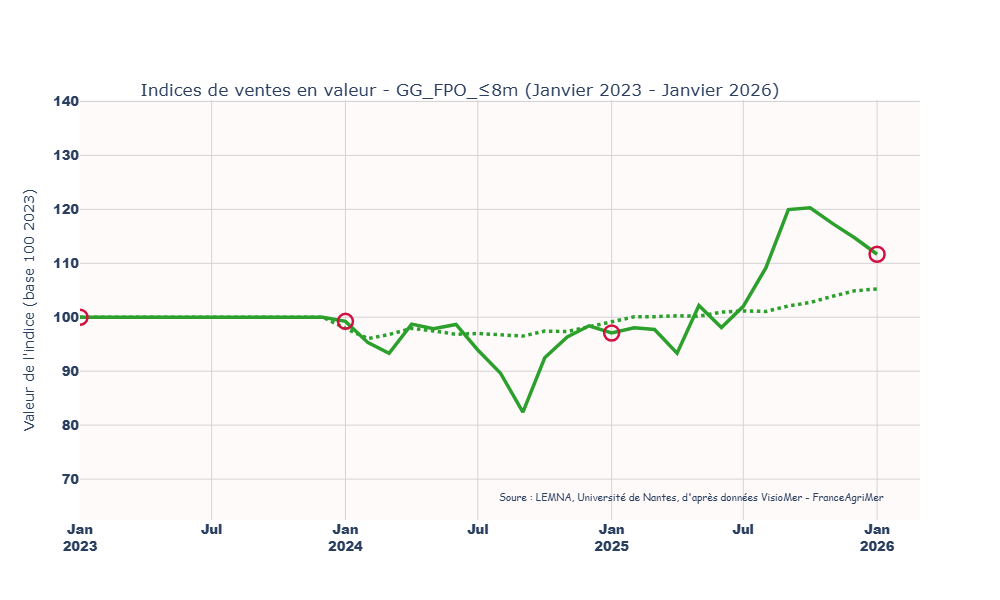 Indices de ventes en valeur - GG_FPO_≤8m (Janvier 2023 - Janvier 2026)
Valeur de l'indice (base 100 2023)
140
130
120
110
100
90
80
70
Soure : LEMNA, Université de Nantes, d'après données VisioMer - FranceAgriMer
Jan Jul Jan Jul Jan Jul Jan
2023 2024 2025 2026